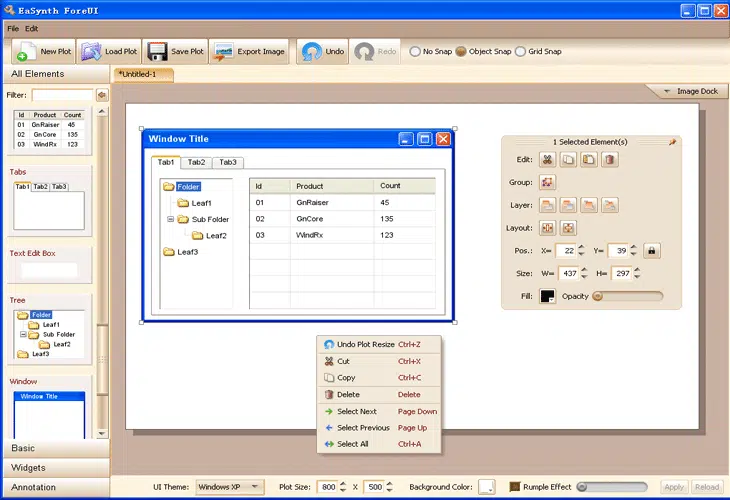 EaSynth ForeUI
File Edit
New Plot Load Plot Save Plot Export Image Undo Redo No Snap Object Snap Grid Snap
All Elements
*Untitled-1
Filter:
Image Dock
Id Product Count
01 GnRaiser 45
02 GnCore 135
03 WindRx 123
Tabs
Tab1 Tab2 Tab3
Text Edit Box
Tree
Folder
Leaf1
Sub Folder
Leaf2
Leaf3
Window
Window Title
Basic
Widgets
Annotation
Window Title
Tab1 Tab2 Tab3
Folder
Leaf1
Sub Folder
Leaf2
Leaf3
Id Product Count
01 GnRaiser 45
02 GnCore 135
03 WindRx 123
1 Selected Element(s)
Edit:
Group:
Layer:
Layout:
Pos.: X= 22 Y= 39
Size: W= 437 H= 297
Fill: Opacity
Undo Plot Resize Ctrl+Z
Cut Ctrl+X
Copy Ctrl+C
Delete Delete
Select Next Page Down
Select Previous Page Up
Select All Ctrl+A
UI Theme: Windows XP Plot Size: 800 X 500 Background Color: Rumple Effect Apply Reload